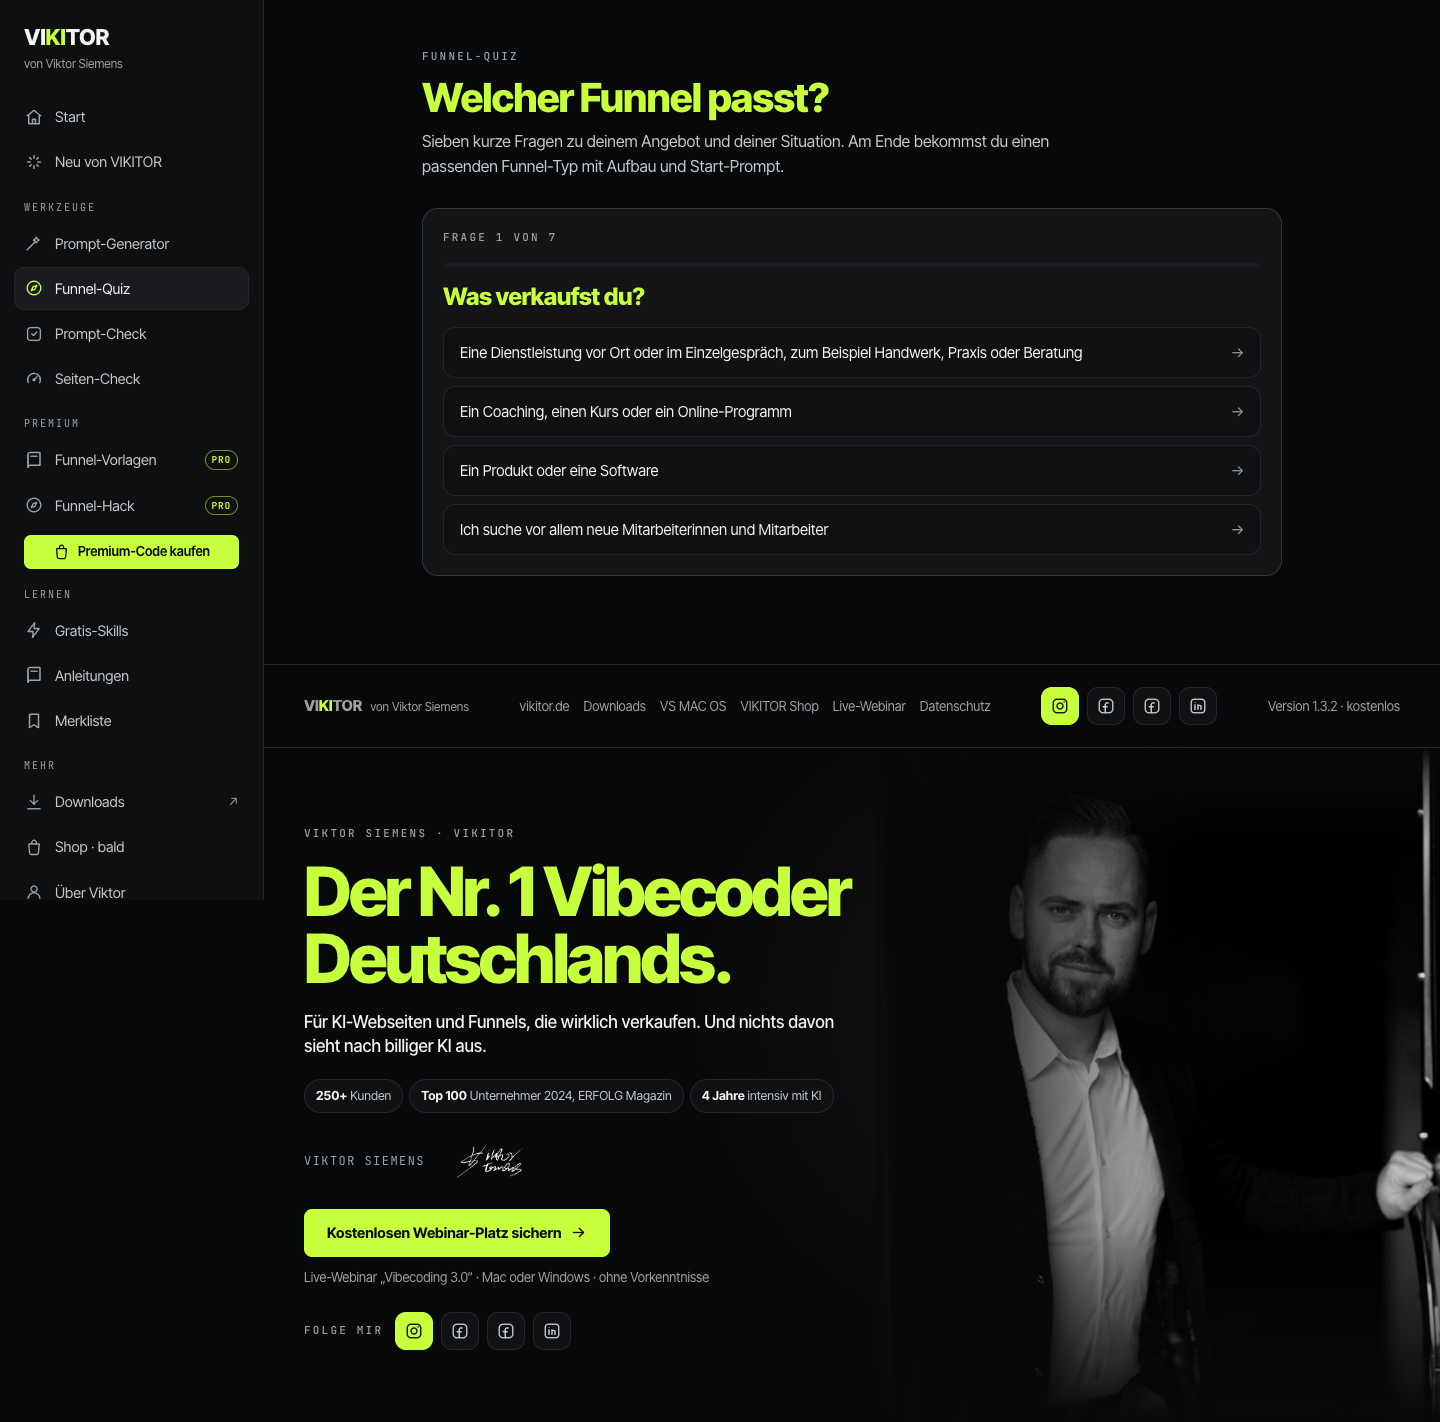 VIKITOR
von Viktor Siemens
Start
Neu von VIKITOR
WERKZEUGE
Prompt-Generator
Funnel-Quiz
Prompt-Check
Seiten-Check
PREMIUM
Funnel-Vorlagen PRO
Funnel-Hack PRO
Premium-Code kaufen
LERNEN
Gratis-Skills
Anleitungen
Merkliste
MEHR
Downloads
Shop · bald
Über Viktor
FUNNEL-QUIZ
Welcher Funnel passt?
Sieben kurze Fragen zu deinem Angebot und deiner Situation. Am Ende bekommst du einen
passenden Funnel-Typ mit Aufbau und Start-Prompt.
FRAGE 1 VON 7
Was verkaufst du?
Eine Dienstleistung vor Ort oder im Einzelgespräch, zum Beispiel Handwerk, Praxis oder Beratung
Ein Coaching, einen Kurs oder ein Online-Programm
Ein Produkt oder eine Software
Ich suche vor allem neue Mitarbeiterinnen und Mitarbeiter
VIKITOR von Viktor Siemens vikitor.de Downloads VS MAC OS VIKITOR Shop Live-Webinar Datenschutz Version 1.3.2 · kostenlos
VIKTOR SIEMENS · VIKITOR
Der Nr. 1 Vibecoder
Deutschlands.
Für KI-Webseiten und Funnels, die wirklich verkaufen. Und nichts davon
sieht nach billiger KI aus.
250+ Kunden Top 100 Unternehmer 2024, ERFOLG Magazin 4 Jahre intensiv mit KI
VIKTOR SIEMENS
Kostenlosen Webinar-Platz sichern
Live-Webinar „Vibecoding 3.0“ · Mac oder Windows · ohne Vorkenntnisse
FOLGE MIR